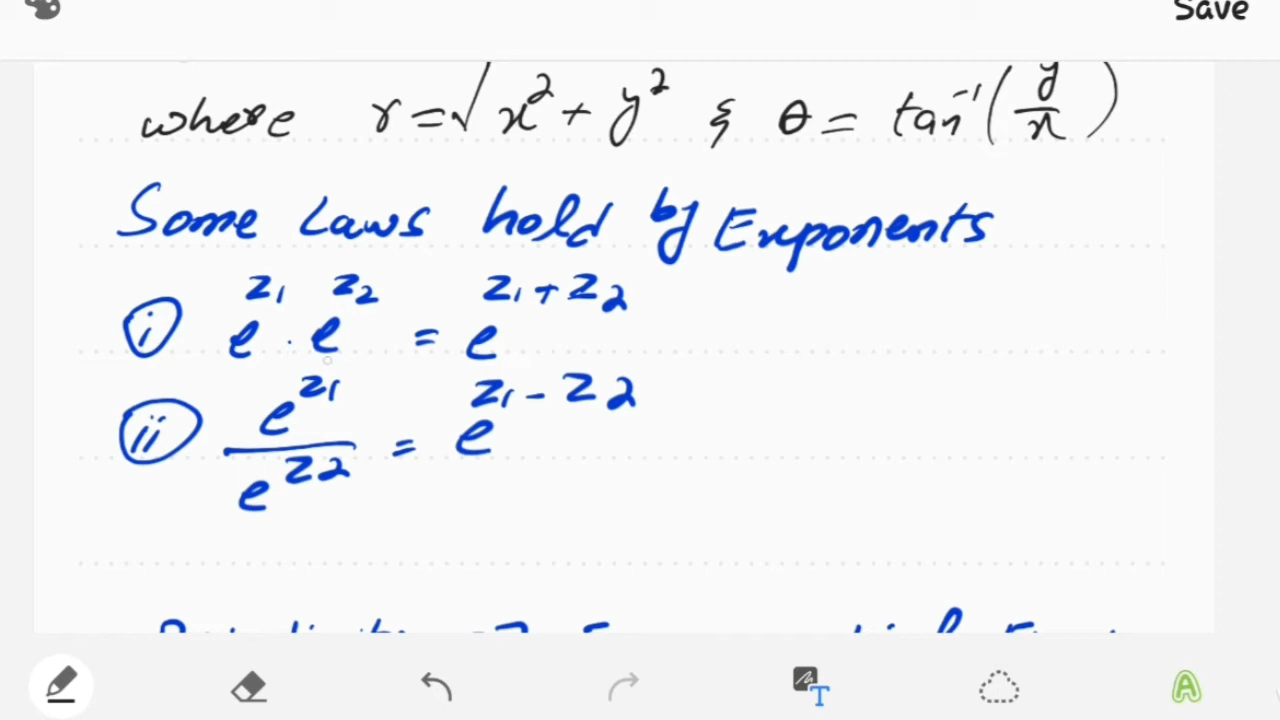 Save
where r = √x² + y² & θ = tan⁻¹(y/x)
Some Laws hold by Exponents
(i) e^z₁ . e^z₂ = e^z₁+z₂
(ii) e^z₁ / e^z₂ = e^z₁-z₂